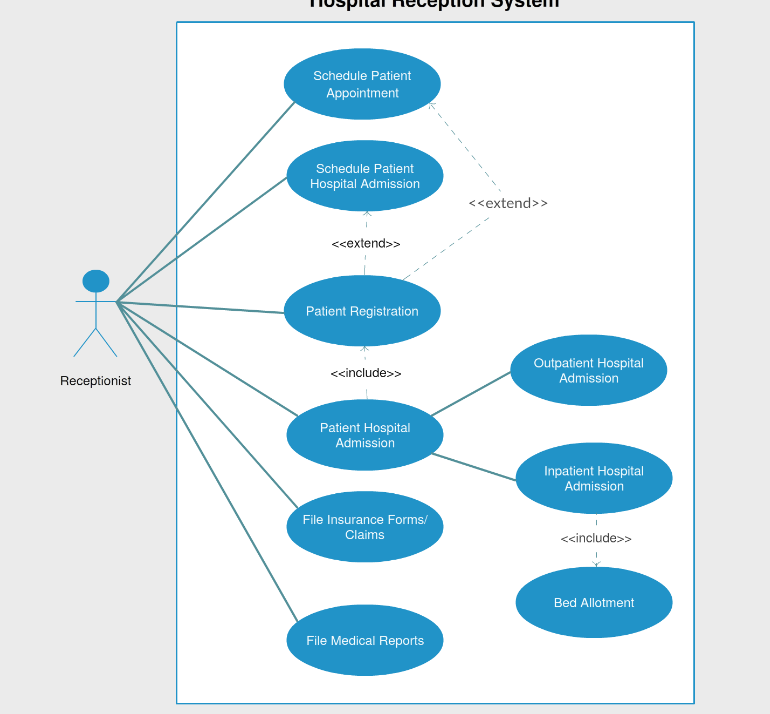 Hospital Reception System
Schedule Patient
Appointment
Schedule Patient
Hospital Admission
<<extend>>
<<extend>>
Patient Registration
Receptionist
<<include>>
Outpatient Hospital
Admission
Patient Hospital
Admission
Inpatient Hospital
Admission
File Insurance Forms/
Claims
<<include>>
Bed Allotment
File Medical Reports